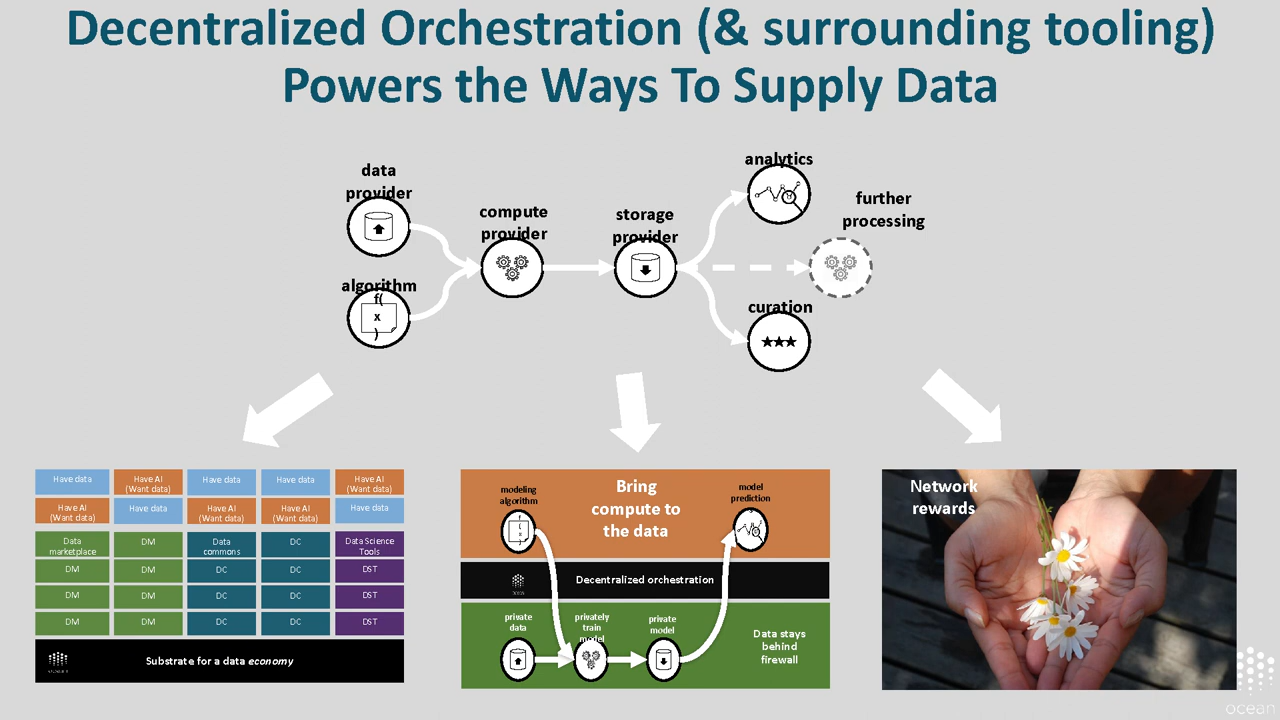 Decentralized Orchestration (& surrounding tooling)
Powers the Ways To Supply Data
data
provider
algorithm
f(
x
)
compute
provider
storage
provider
analytics
further
processing
curation
Have data
Have AI
(Want data)
Have data
Have data
Have AI
(Want data)
Have AI
(Want data)
Have data
Have AI
(Want data)
Have AI
(Want data)
Have data
Data
marketplace
DM
Data
commons
DC
Data Science
Tools
DM
DM
DC
DC
DST
DM
DM
DC
DC
DST
DM
DM
DC
DC
DST
Substrate for a data economy
modeling
algorithm
Bring
compute to
the data
model
prediction
Decentralized orchestration
private
data
privately
train
model
private
model
Data stays
behind
firewall
Network
rewards
ocean